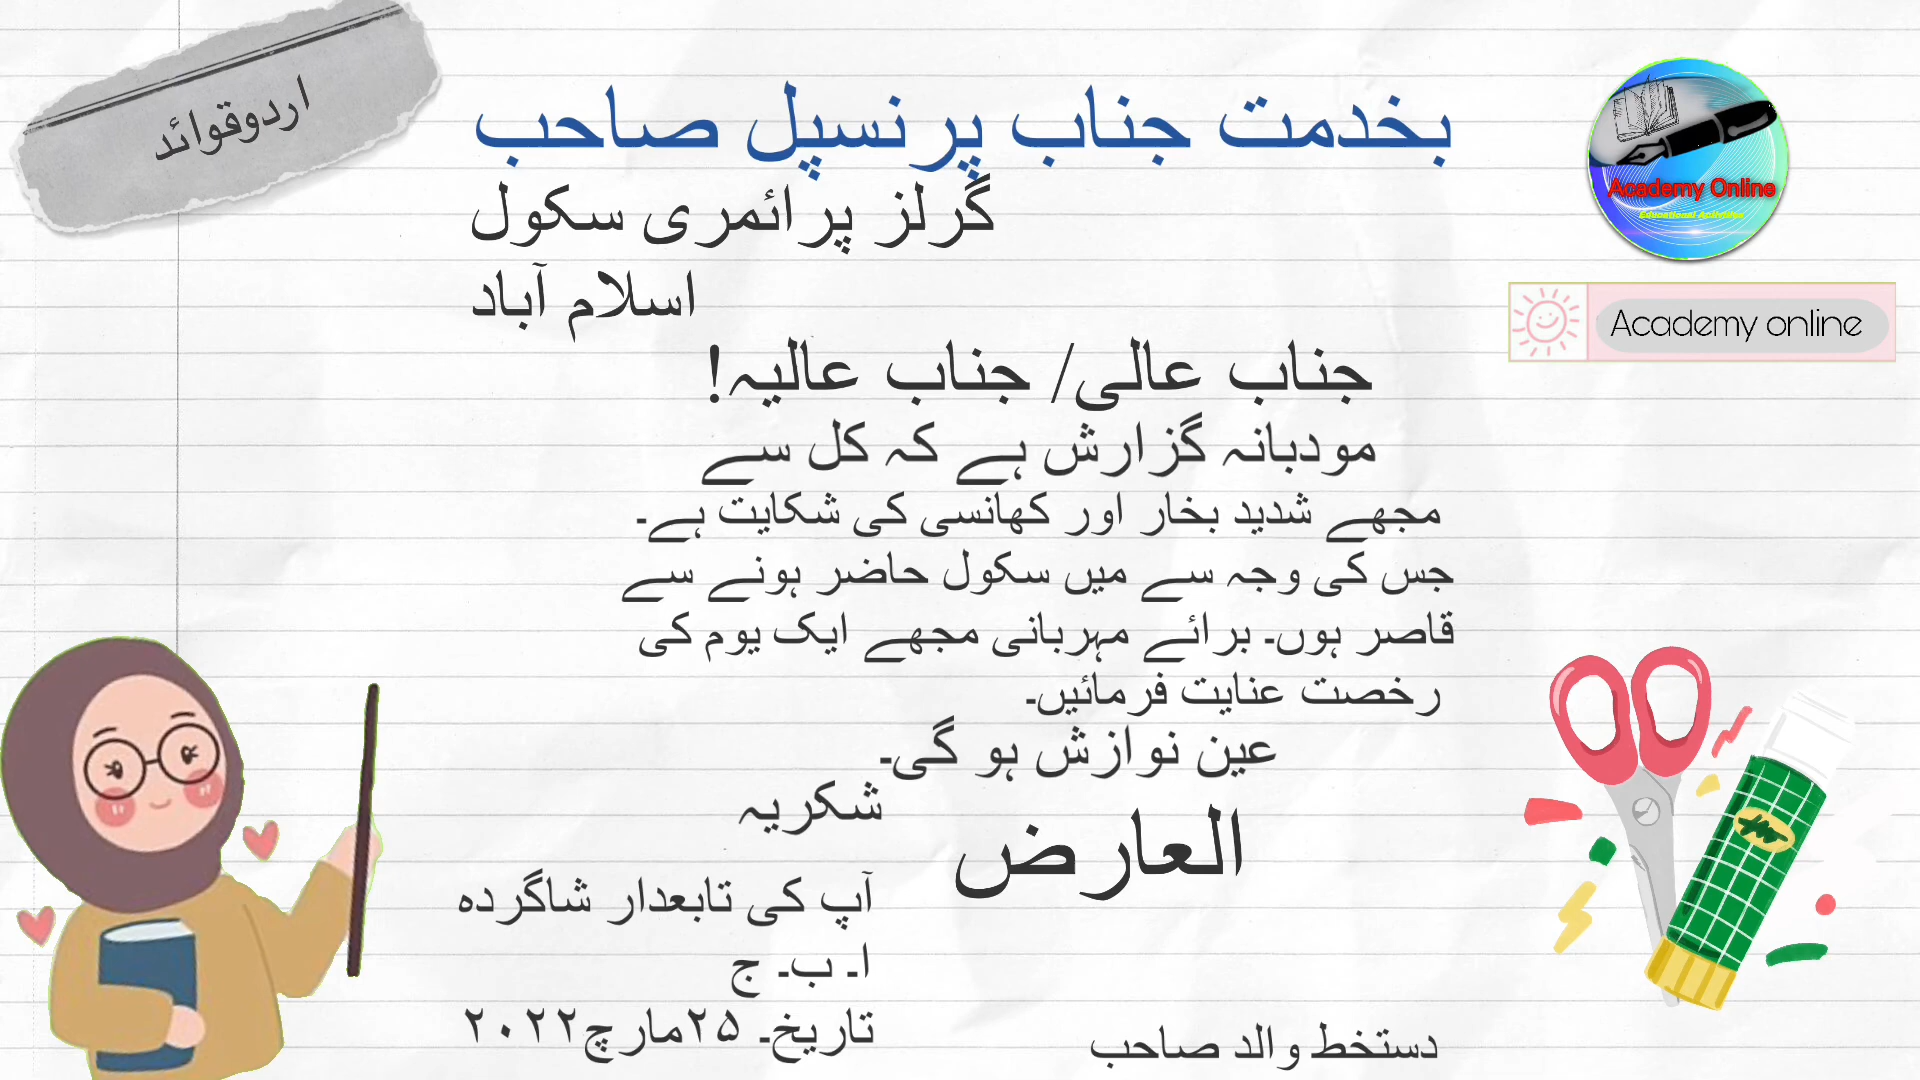 اردوقوائد
بخدمت جناب پرنسپل صاحب
گرلز پرائمری سکول
اسلام آباد
جناب عالی/ جناب عالیہ!
مودبانہ گزارش ہے کہ کل سے
مجھے شدید بخار اور کھانسی کی شکایت ہے۔
جس کی وجہ سے میں سکول حاضر ہونے سے
قاصر ہوں۔ برائے مہربانی مجھے ایک یوم کی
رخصت عنایت فرمائیں۔
عین نوازش ہو گی۔
شکریہ
العارض
آپ کی تابعدار شاگردہ
ا۔ ب۔ ج
تاریخ۔ ۲۵مارچ۲۰۲۲
دستخط والد صاحب
Academy Online
Educational Activities
Academy online